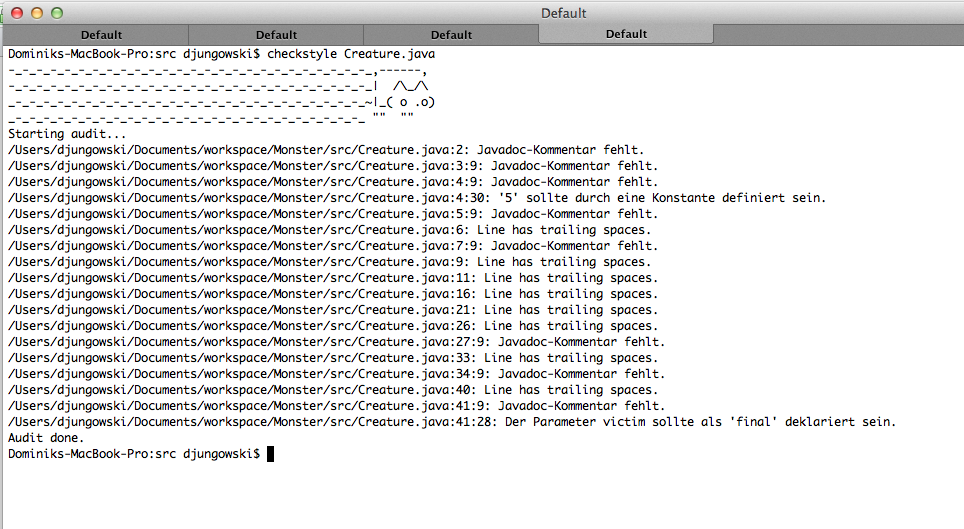 Default
Default Default Default Default
Dominiks-MacBook-Pro:src djungowski$ checkstyle Creature.java
-_-_-_-_-_-_-_-_-_-_-_-_-_-_-_-_-_-_-_-_-_-_-_-_-_-_,------,
-_-_-_-_-_-_-_-_-_-_-_-_-_-_-_-_-_-_-_-_-_-_-_-_-_-_|  /\_/\
_-_-_-_-_-_-_-_-_-_-_-_-_-_-_-_-_-_-_-_-_-_-_-_-_-_~|_( o .o)
_-_-_-_-_-_-_-_-_-_-_-_-_-_-_-_-_-_-_-_-_-_-_-_-_-_ ""  ""
Starting audit...
/Users/djungowski/Documents/workspace/Monster/src/Creature.java:2: Javadoc-Kommentar fehlt.
/Users/djungowski/Documents/workspace/Monster/src/Creature.java:3:9: Javadoc-Kommentar fehlt.
/Users/djungowski/Documents/workspace/Monster/src/Creature.java:4:9: Javadoc-Kommentar fehlt.
/Users/djungowski/Documents/workspace/Monster/src/Creature.java:4:30: '5' sollte durch eine Konstante definiert sein.
/Users/djungowski/Documents/workspace/Monster/src/Creature.java:5:9: Javadoc-Kommentar fehlt.
/Users/djungowski/Documents/workspace/Monster/src/Creature.java:6: Line has trailing spaces.
/Users/djungowski/Documents/workspace/Monster/src/Creature.java:7:9: Javadoc-Kommentar fehlt.
/Users/djungowski/Documents/workspace/Monster/src/Creature.java:9: Line has trailing spaces.
/Users/djungowski/Documents/workspace/Monster/src/Creature.java:11: Line has trailing spaces.
/Users/djungowski/Documents/workspace/Monster/src/Creature.java:16: Line has trailing spaces.
/Users/djungowski/Documents/workspace/Monster/src/Creature.java:21: Line has trailing spaces.
/Users/djungowski/Documents/workspace/Monster/src/Creature.java:26: Line has trailing spaces.
/Users/djungowski/Documents/workspace/Monster/src/Creature.java:27:9: Javadoc-Kommentar fehlt.
/Users/djungowski/Documents/workspace/Monster/src/Creature.java:33: Line has trailing spaces.
/Users/djungowski/Documents/workspace/Monster/src/Creature.java:34:9: Javadoc-Kommentar fehlt.
/Users/djungowski/Documents/workspace/Monster/src/Creature.java:40: Line has trailing spaces.
/Users/djungowski/Documents/workspace/Monster/src/Creature.java:41:9: Javadoc-Kommentar fehlt.
/Users/djungowski/Documents/workspace/Monster/src/Creature.java:41:28: Der Parameter victim sollte als 'final' deklariert sein.
Audit done.
Dominiks-MacBook-Pro:src djungowski$